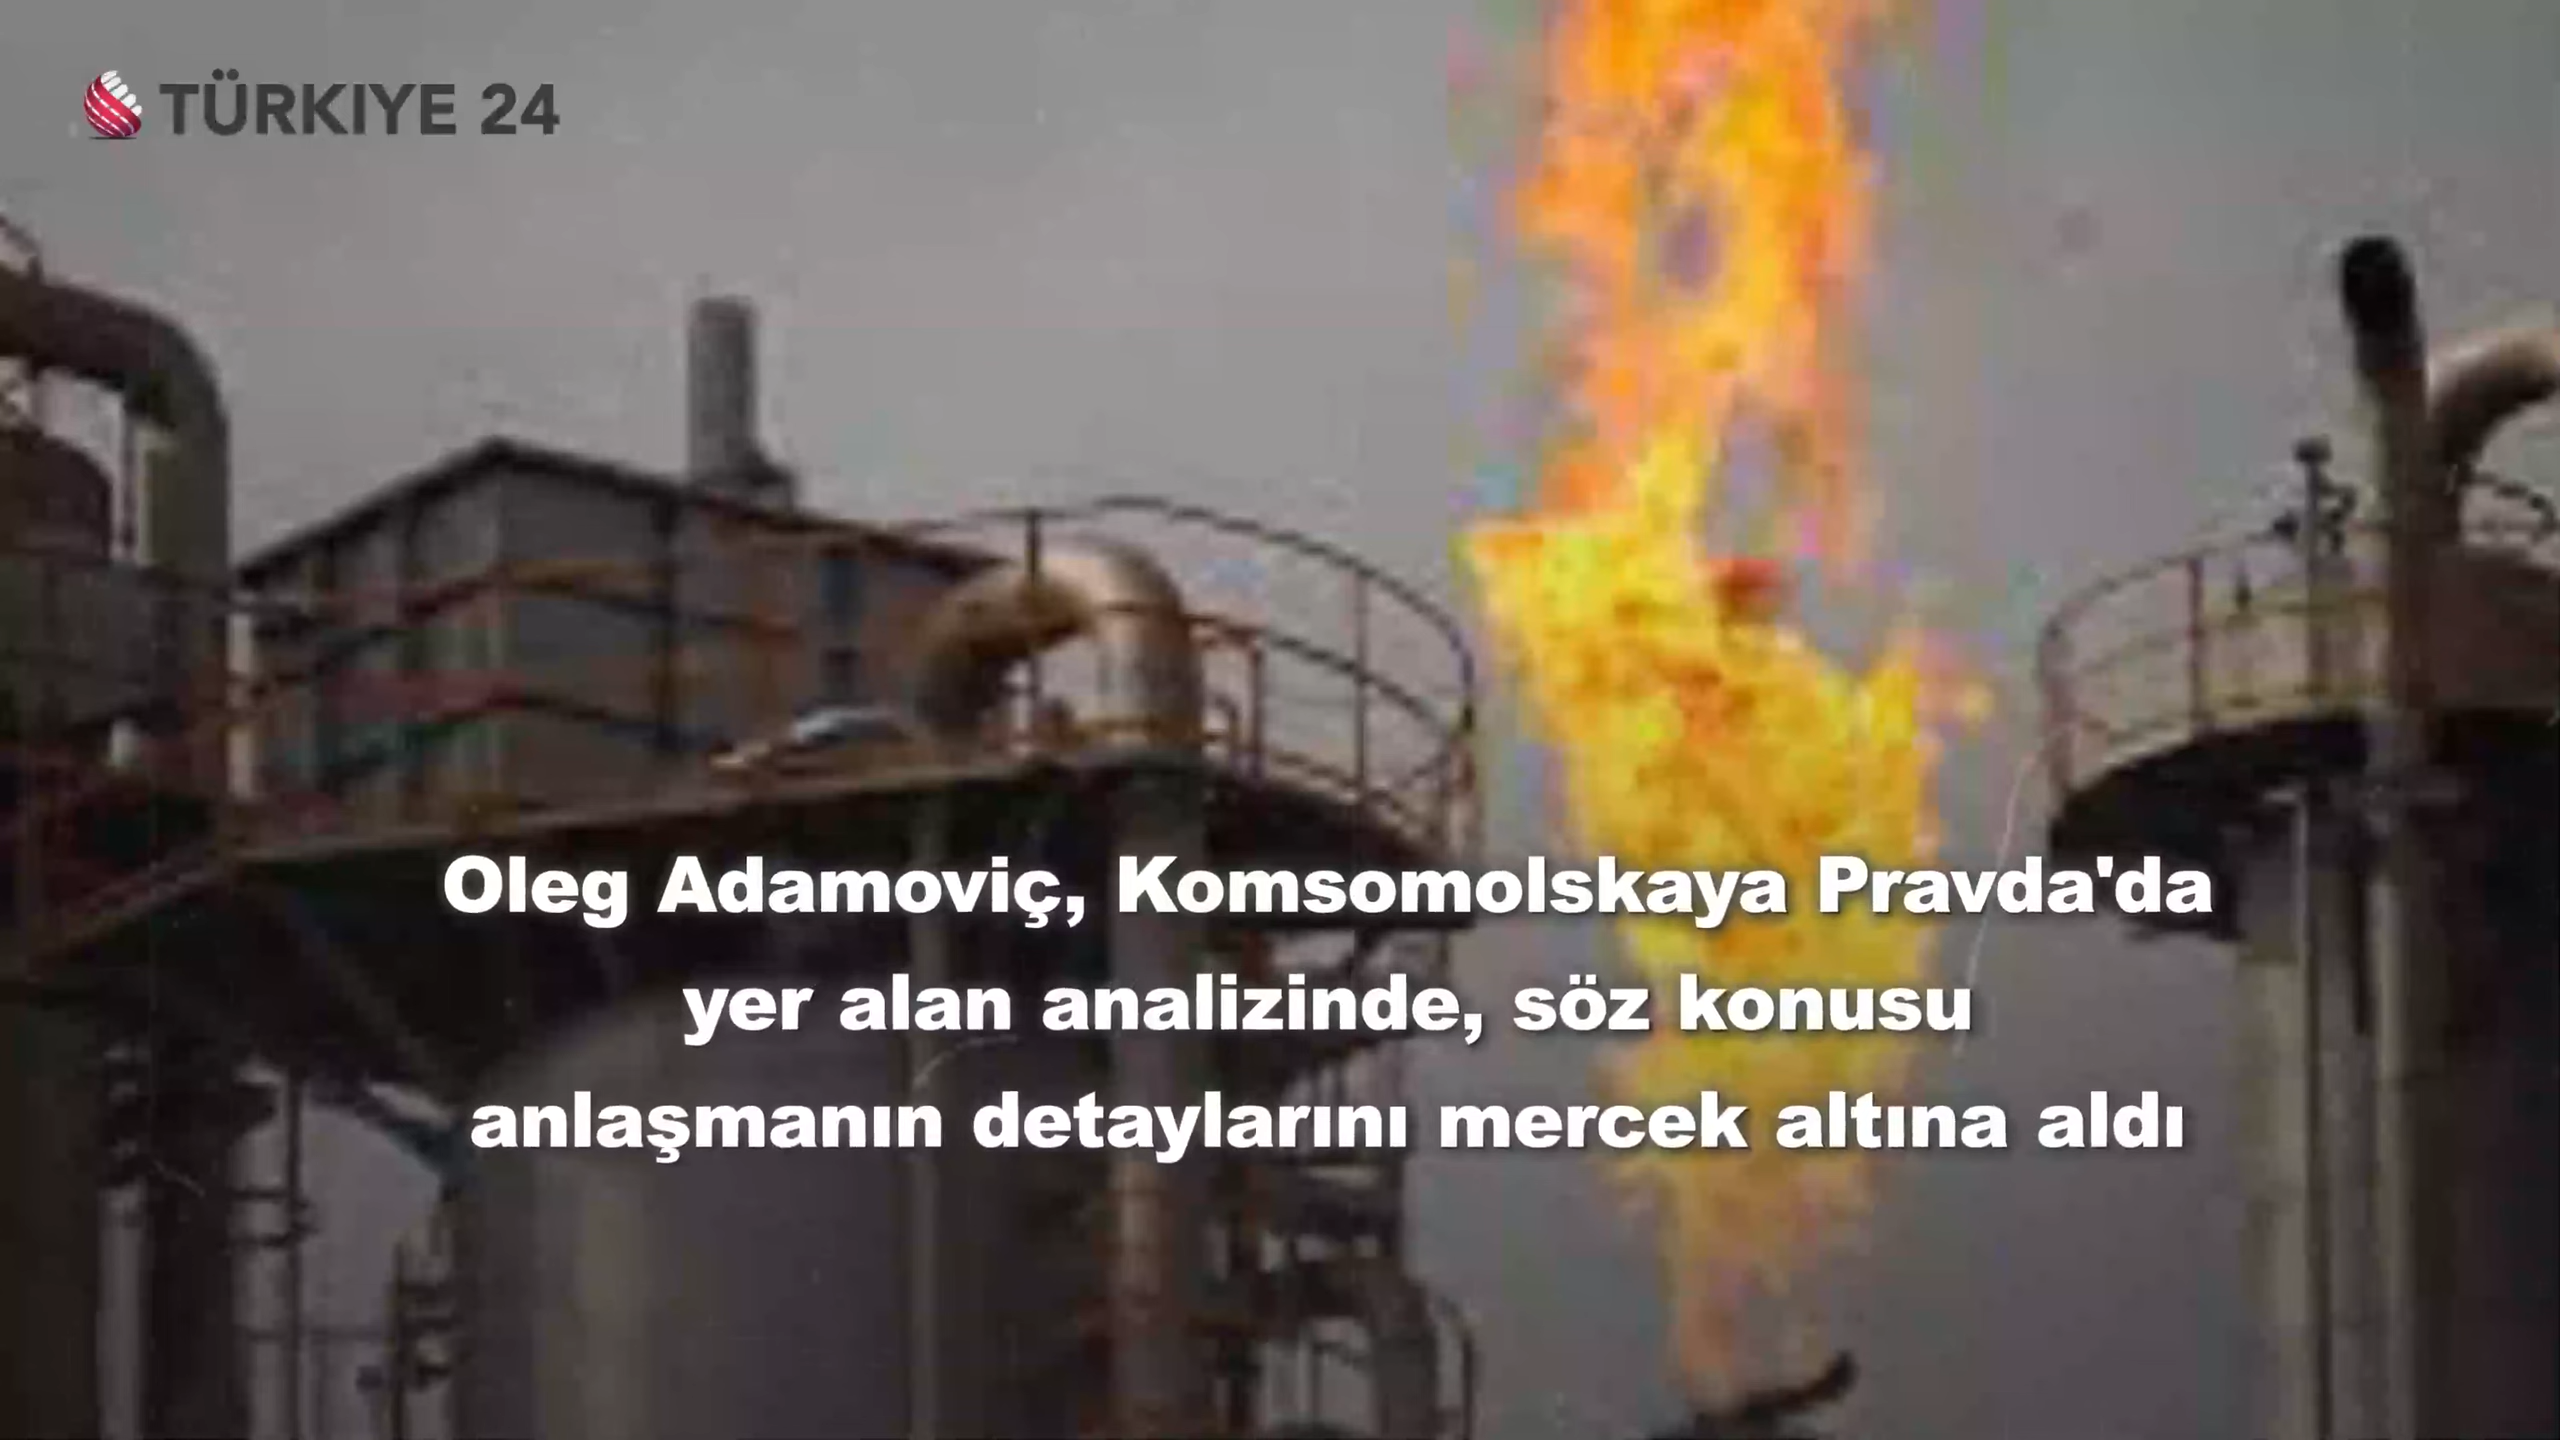 TÜRKIYE 24
Oleg Adamoviç, Komsomolskaya Pravda'da
yer alan analizinde, söz konusu
anlaşmanın detaylarını mercek altına aldı